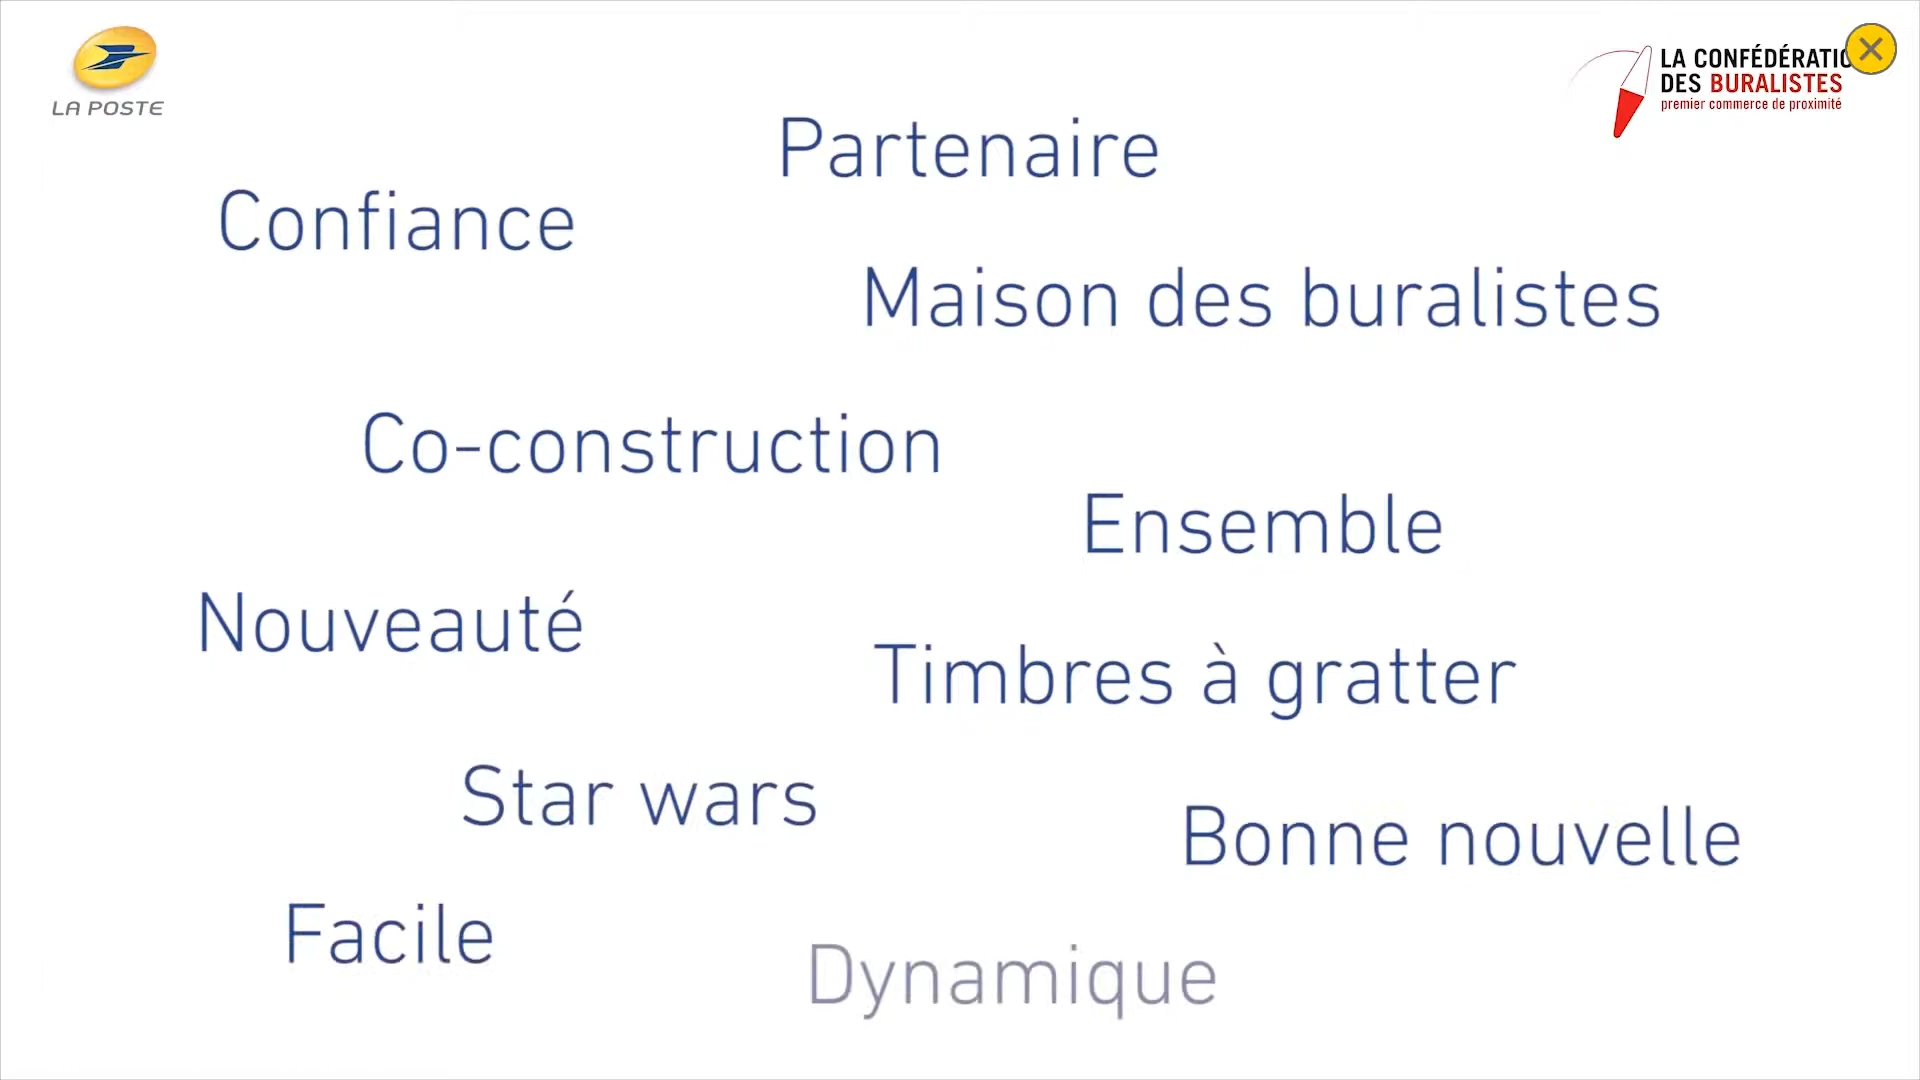 LA POSTE
LA CONFÉDÉRATIO
DES BURALISTES
premier commerce de proximité
Partenaire
Confiance
Maison des buralistes
Co-construction
Ensemble
Nouveauté
Timbres à gratter
Star wars
Bonne nouvelle
Facile
Dynamique